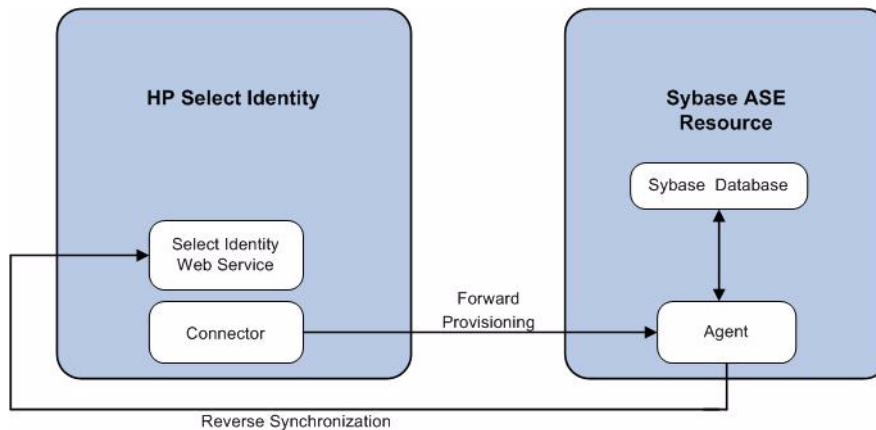 HP Select Identity
Sybase ASE
Resource
Sybase Database
Select Identity
Web Service
Forward
Provisioning
Connector
Agent
Reverse Synchronization